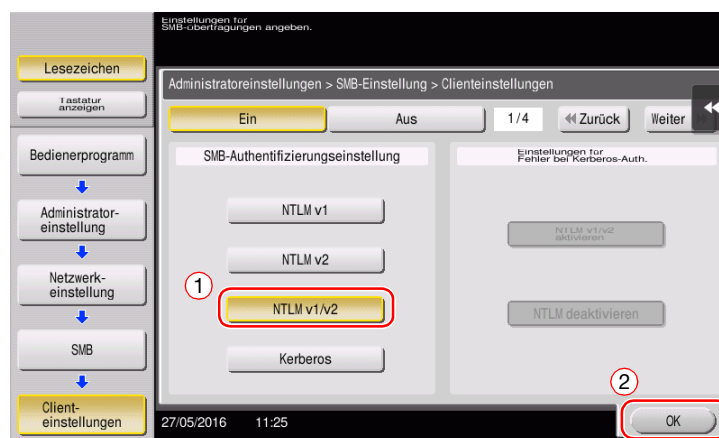 Einstellungen für
SMB-Übertragungen angeben.
Lesezeichen
Tastatur
anzeigen
Administratoreinstellungen > SMB-Einstellung > Clienteinstellungen
Ein
Aus
1/4
Zurück
Weiter
Bedienerprogramm
Administrator-
einstellung
Netzwerk-
einstellung
SMB
Client-
einstellungen
SMB-Authentifizierungseinstellung
NTLM v1
NTLM v2
1
NTLM v1/v2
Kerberos
Einstellungen für
Fehler bei Kerberos-Auth.
NTLM v1/v2
aktivieren
NTLM deaktivieren
2
27/05/2016 11:25
OK